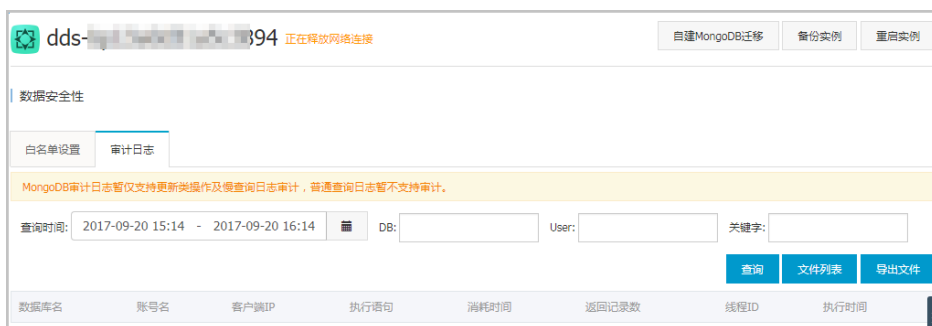 dds- 394 正在释放网络连接 自建MongoDB迁移 备份实例 重启实例
数据安全性
白名单设置 审计日志
MongoDB审计日志暂仅支持更新类操作及慢查询日志审计，普通查询日志暂不支持审计。
查询时间: 2017-09-20 15:14 - 2017-09-20 16:14 DB: User: 关键字:
查询 文件列表 导出文件
数据库名 账号名 客户端IP 执行语句 消耗时间 返回记录数 线程ID 执行时间